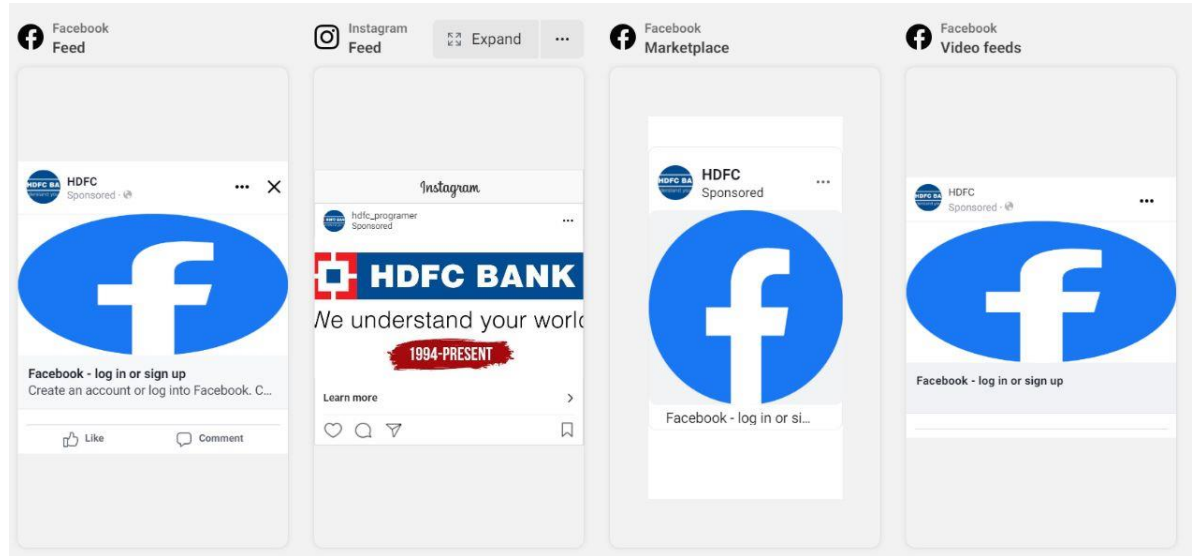 Facebook
Feed
Instagram
Feed
Expand
Facebook
Marketplace
Facebook
Video feeds
HDFC
Sponsored
Facebook - log in or sign up
Create an account or log into Facebook. C...
Like
Comment
Instagram
hdfc_programer
Sponsored
HDFC BANK
We understand your world
1994-PRESENT
Learn more
HDFC
Sponsored
Facebook - log in or si...
HDFC
Sponsored
Facebook - log in or sign up